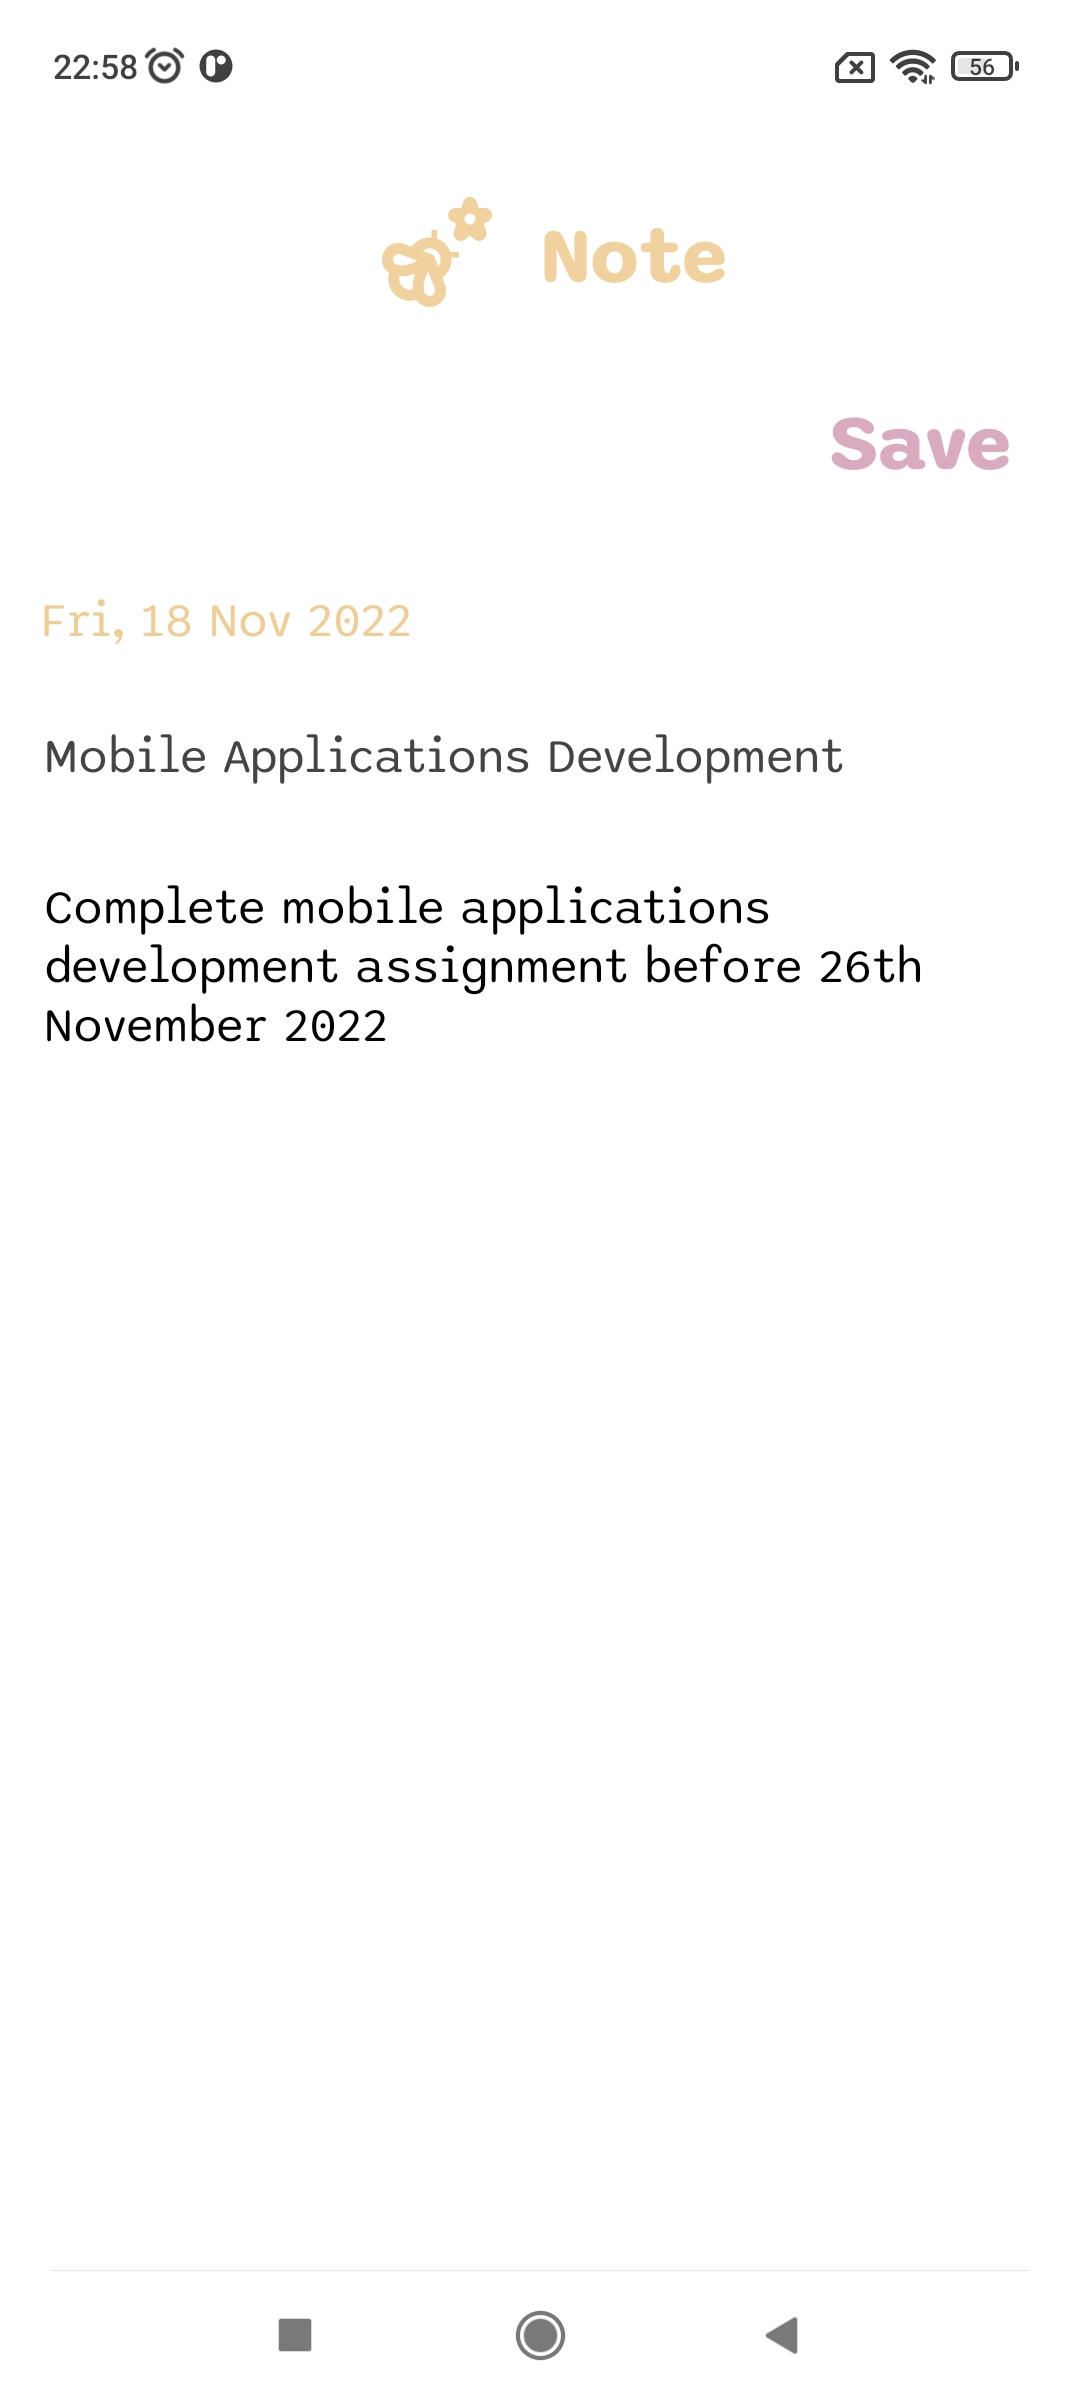 22:58
56
Note
Save
Fri, 18 Nov 2022
Mobile Applications Development
Complete mobile applications
development assignment before 26th
November 2022